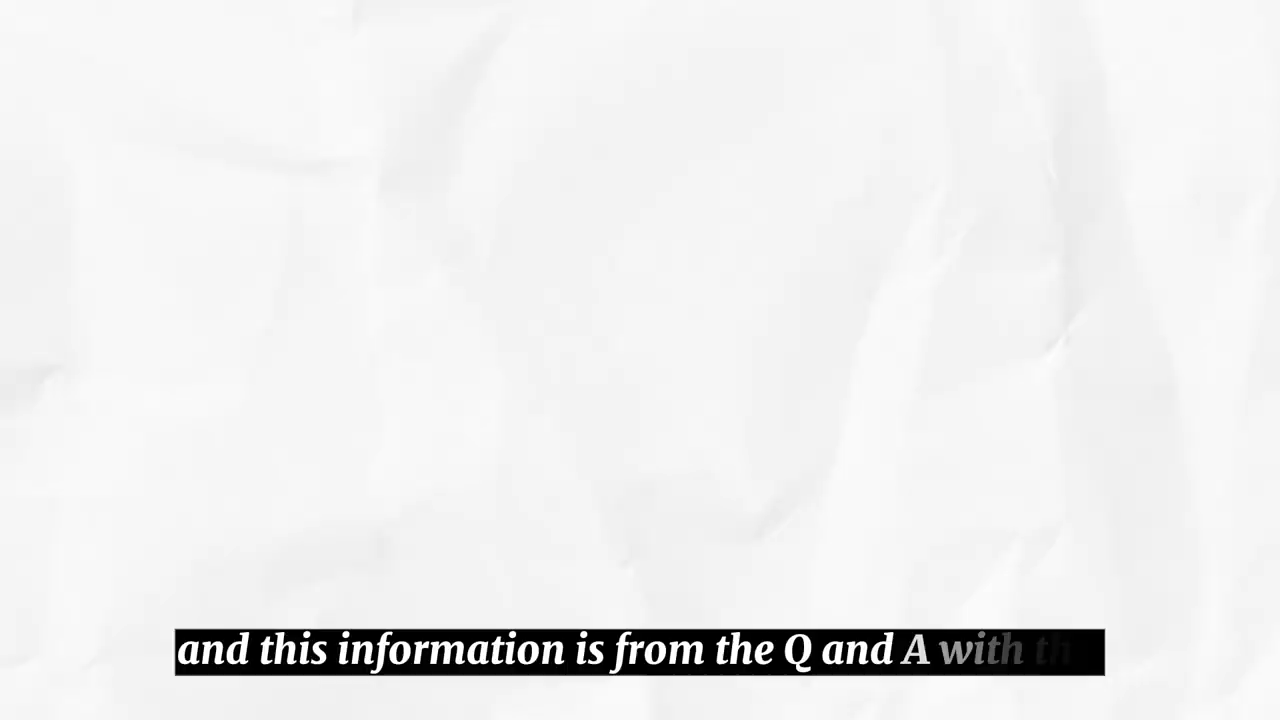 and this information is from the Q and A with